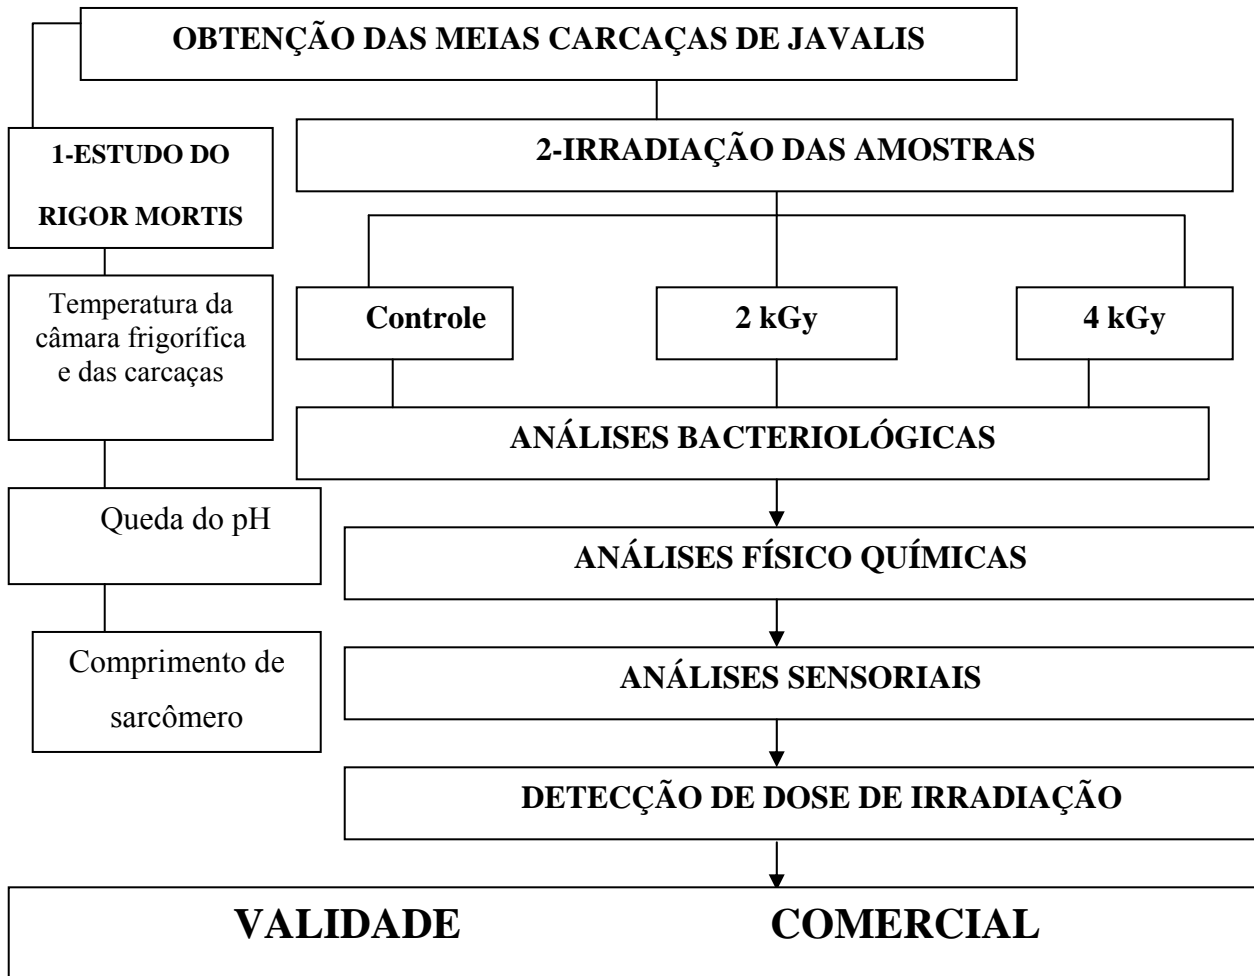 OBTENÇÃO DAS MEIAS CARCAÇAS DE JAVALIS
1-ESTUDO DO
RIGOR MORTIS
Temperatura da
câmara frigorífica
e das carcaças
Queda do pH
Comprimento de
sarcômero
2-IRRADIAÇÃO DAS AMOSTRAS
Controle
2 kGy
4 kGy
ANÁLISES BACTERIOLÓGICAS
ANÁLISES FÍSICO QUÍMICAS
ANÁLISES SENSORIAIS
DETECÇÃO DE DOSE DE IRRADIAÇÃO
VALIDADE COMERCIAL